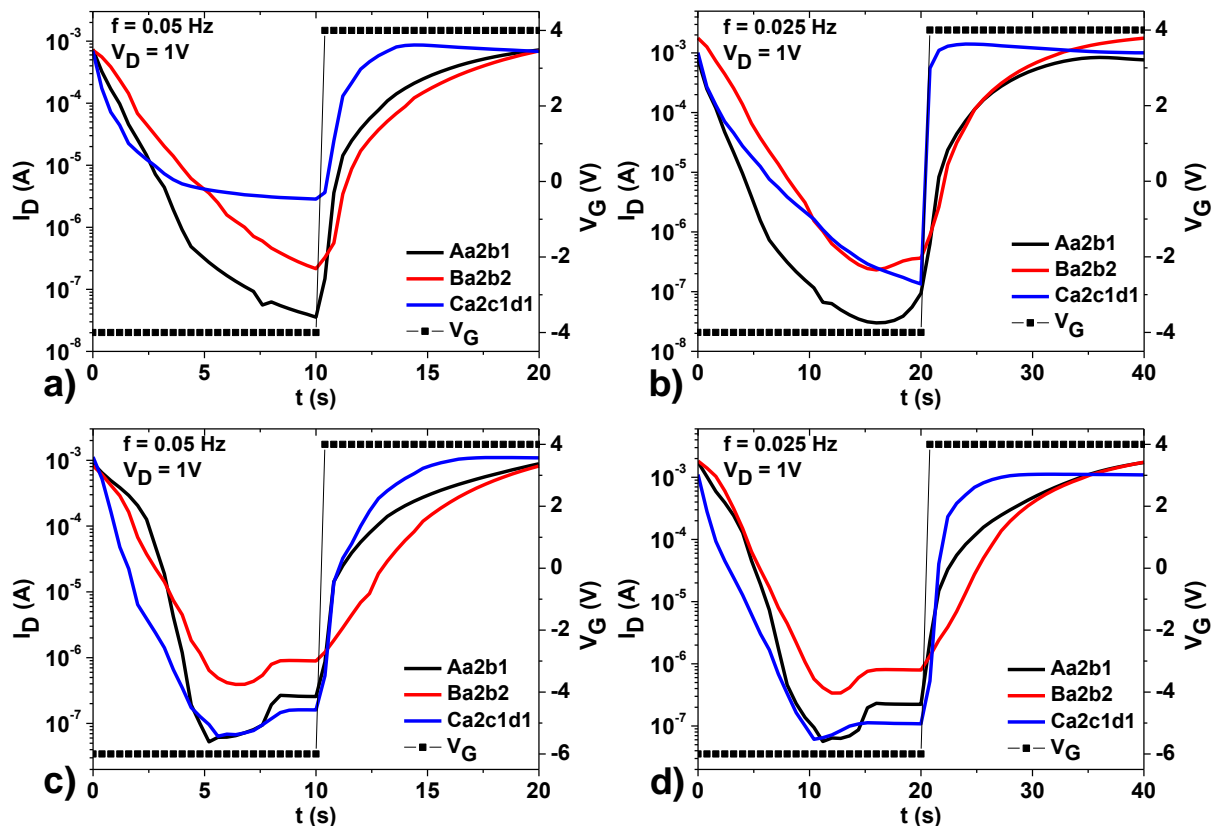 f = 0.05 Hz
V_D = 1V
I_D (A)
10^-3
10^-4
10^-5
10^-6
10^-7
10^-8
4
2
0
-2
-4
V_G (V)
Aa2b1
Ba2b2
Ca2c1d1
V_G
0 5 10 15 20
a) t (s)
f = 0.025 Hz
V_D = 1V
I_D (A)
10^-3
10^-4
10^-5
10^-6
10^-7
10^-8
4
2
0
-2
-4
V_G (V)
Aa2b1
Ba2b2
Ca2c1d1
V_G
0 10 20 30 40
b) t (s)
f = 0.05 Hz
V_D = 1V
I_D (A)
10^-3
10^-4
10^-5
10^-6
10^-7
4
2
0
-2
-4
-6
V_G (V)
Aa2b1
Ba2b2
Ca2c1d1
V_G
0 5 10 15 20
c) t (s)
f = 0.025 Hz
V_D = 1V
I_D (A)
10^-3
10^-4
10^-5
10^-6
10^-7
4
2
0
-2
-4
-6
V_G (V)
Aa2b1
Ba2b2
Ca2c1d1
V_G
0 10 20 30 40
d) t (s)